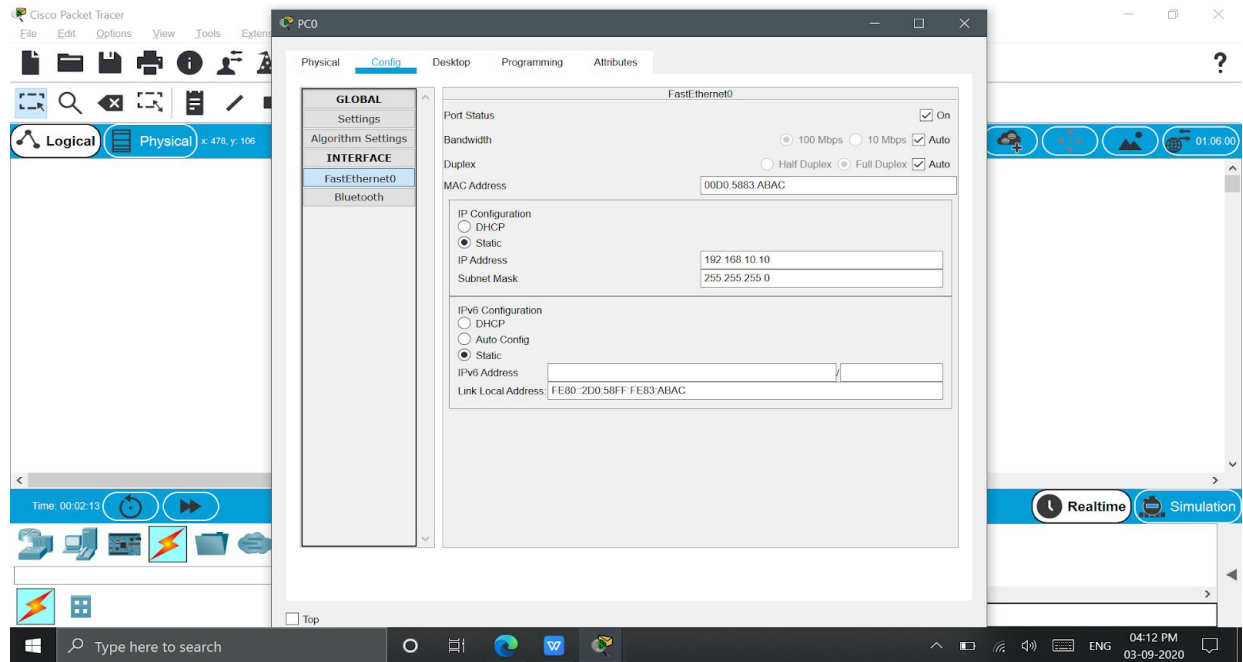 Cisco Packet Tracer
File Edit Options View Tools Extens
PC0
Physical Config Desktop Programming Attributes
?
Logical Physical x: 478, y: 106
01:06:00
GLOBAL
Settings
Algorithm Settings
INTERFACE
FastEthernet0
Bluetooth
FastEthernet0
Port Status On
Bandwidth 100 Mbps 10 Mbps Auto
Duplex Half Duplex Full Duplex Auto
MAC Address 00D0.5883.ABAC
IP Configuration
DHCP
Static
IP Address 192.168.10.10
Subnet Mask 255.255.255.0
IPv6 Configuration
DHCP
Auto Config
Static
IPv6 Address /
Link Local Address: FE80::2D0:58FF:FE83:ABAC
Time: 00:02:13
Realtime Simulation
Top
Type here to search
W
ENG
04:12 PM
03-09-2020